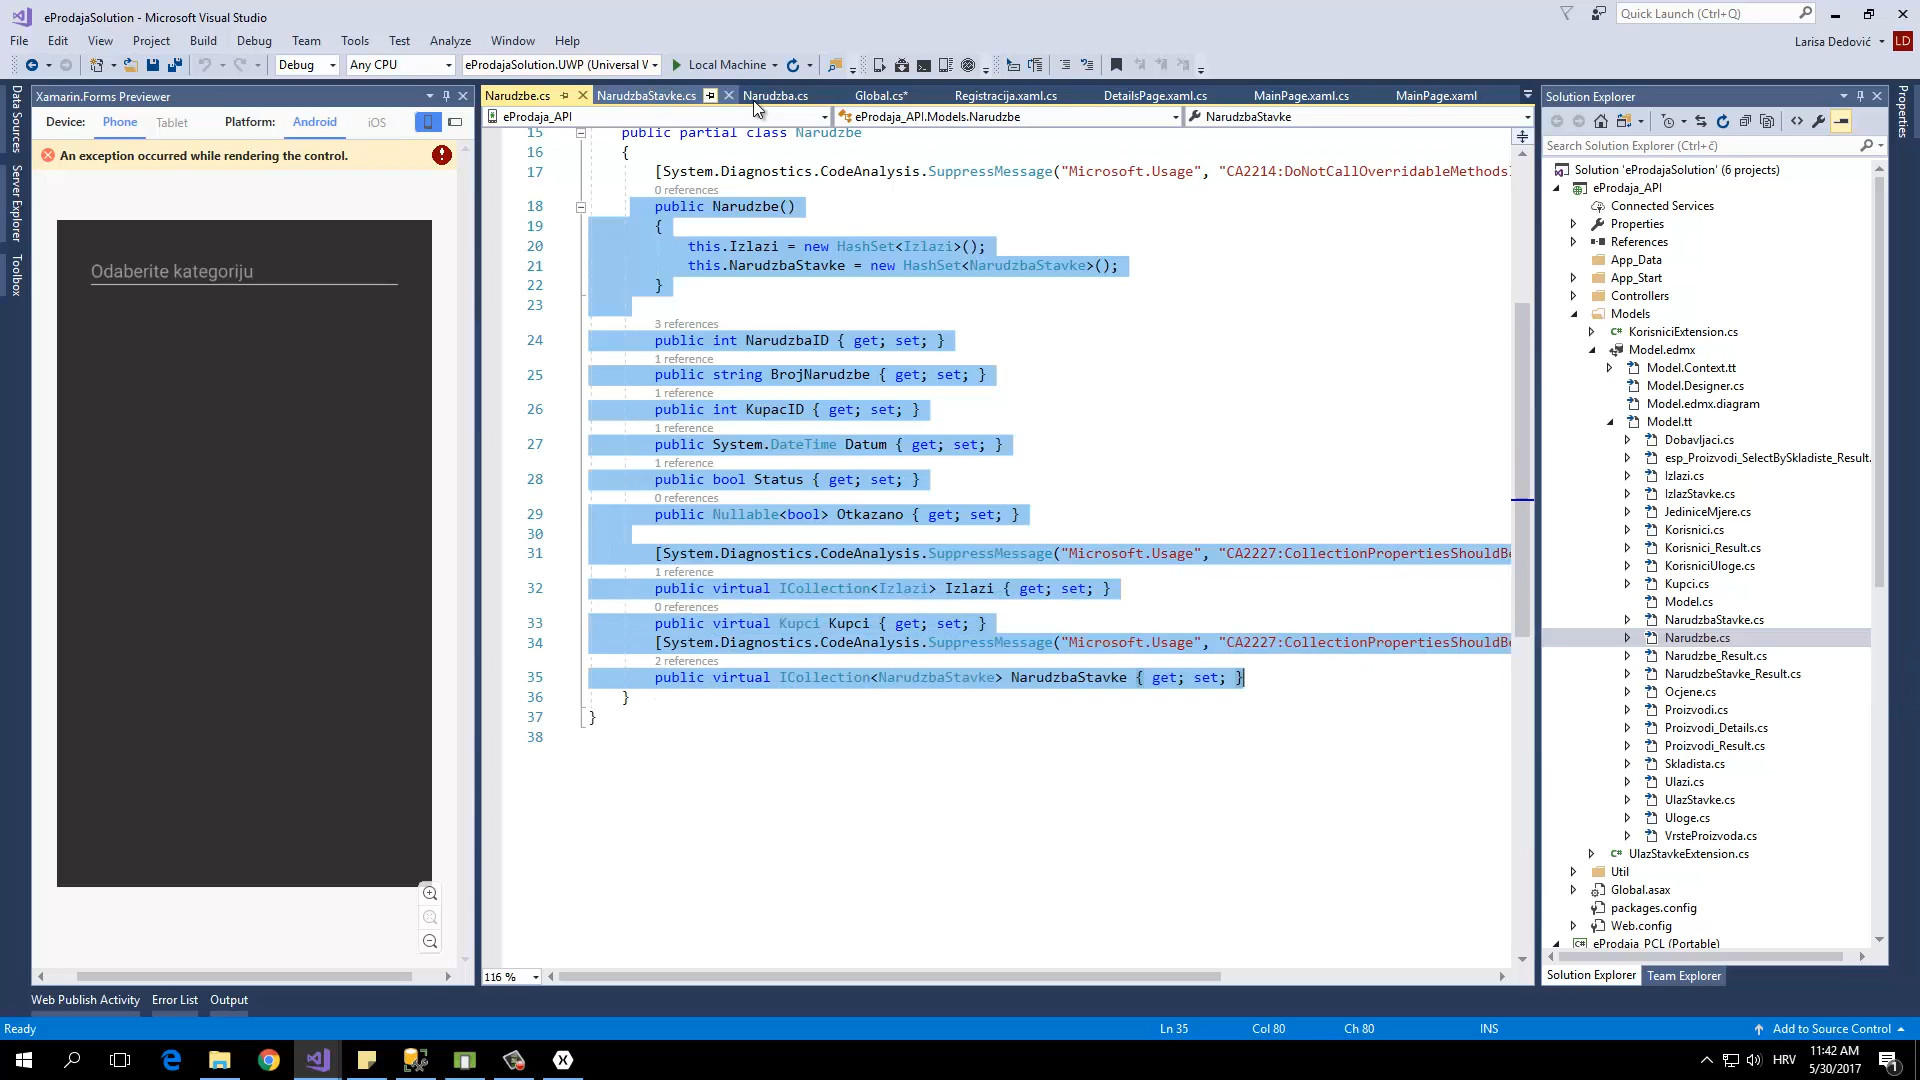 eProdajaSolution - Microsoft Visual Studio
Quick Launch (Ctrl+Q)
File Edit View Project Build Debug Team Tools Test Analyze Window Help
Larisa Dedović
LD
Debug Any CPU eProdajaSolution.UWP (Universal Local Machine
Data Sources
Server Explorer
Toolbox
Xamarin.Forms Previewer
Device: Phone Tablet Platform: Android iOS
An exception occurred while rendering the control.
Odaberite kategoriju
Narudzbe.cs NarudzbaStavke.cs Narudzba.cs Global.cs* Registracija.xaml.cs DetailsPage.xaml.cs MainPage.xaml.cs MainPage.xaml
eProdaja_API eProdaja_API.Models.Narudzbe NarudzbaStavke
15 public partial class Narudzbe
16 {
17 [System.Diagnostics.CodeAnalysis.SuppressMessage("Microsoft.Usage", "CA2214:DoNotCallOverridableMethods
0 references
18 public Narudzbe()
19 {
20 this.Izlazi = new HashSet<Izlazi>();
21 this.NarudzbaStavke = new HashSet<NarudzbaStavke>();
22 }
23
3 references
24 public int NarudzbaID { get; set; }
1 reference
25 public string BrojNarudzbe { get; set; }
1 reference
26 public int KupacID { get; set; }
1 reference
27 public System.DateTime Datum { get; set; }
1 reference
28 public bool Status { get; set; }
0 references
29 public Nullable<bool> Otkazano { get; set; }
30
31 [System.Diagnostics.CodeAnalysis.SuppressMessage("Microsoft.Usage", "CA2227:CollectionPropertiesShouldBe
1 reference
32 public virtual ICollection<Izlazi> Izlazi { get; set; }
0 references
33 public virtual Kupci Kupci { get; set; }
34 [System.Diagnostics.CodeAnalysis.SuppressMessage("Microsoft.Usage", "CA2227:CollectionPropertiesShouldBe
2 references
35 public virtual ICollection<NarudzbaStavke> NarudzbaStavke { get; set; }
36 }
37 }
38
116 %
Solution Explorer
Search Solution Explorer (Ctrl+č)
Solution 'eProdajaSolution' (6 projects)
eProdaja_API
Connected Services
Properties
References
App_Data
App_Start
Controllers
Models
KorisniciExtension.cs
Model.edmx
Model.Context.tt
Model.Designer.cs
Model.edmx.diagram
Model.tt
Dobavljaci.cs
esp_Proizvodi_SelectBySkladiste_Result.
Izlazi.cs
IzlazStavke.cs
JediniceMjere.cs
Korisnici.cs
Korisnici_Result.cs
KorisniciUloge.cs
Kupci.cs
Model.cs
NarudzbaStavke.cs
Narudzbe.cs
Narudzbe_Result.cs
NarudzbeStavke_Result.cs
Ocjene.cs
Proizvodi.cs
Proizvodi_Details.cs
Proizvodi_Result.cs
Skladista.cs
Ulazi.cs
UlazStavke.cs
Uloge.cs
VrsteProizvoda.cs
UlazStavkeExtension.cs
Util
Global.asax
packages.config
Web.config
eProdaja_PCL (Portable)
Solution Explorer Team Explorer
Properties
Web Publish Activity Error List Output
Ready Ln 35 Col 80 Ch 80 INS Add to Source Control
HRV 11:42 AM
5/30/2017
1